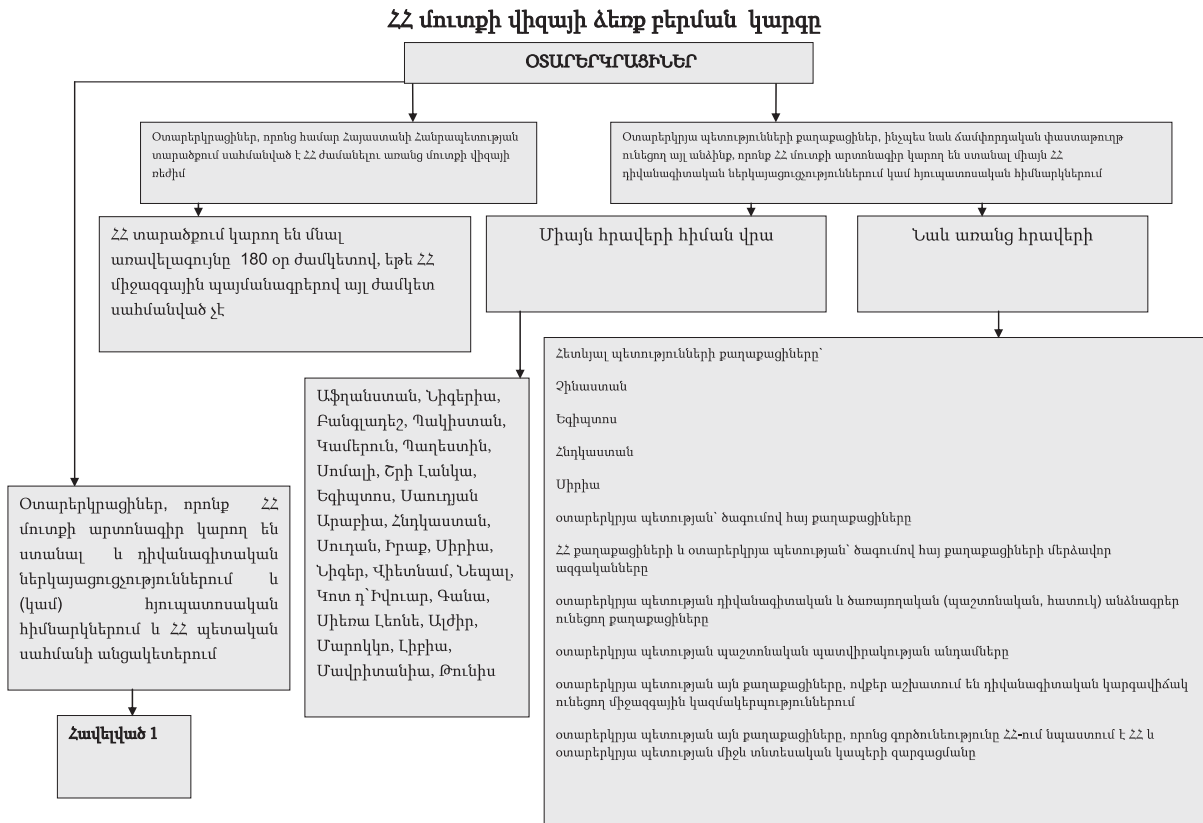 ՀՀ մուտքի վիզայի ձեռք բերման կարգը
ՕՏԱՐԵՐԿՐԱՑԻՆԵՐ
Օտարերկրացիներ, որոնց համար Հայաստանի Հանրապետության
տարածքում սահմանված է ՀՀ ժամանելու առանց մուտքի վիզայի
ռեժիմ
Օտարերկրյա պետությունների քաղաքացիներ, ինչպես նաև ճամփորդական փաստաթուղթ
ունեցող այլ անձինք, որոնք ՀՀ մուտքի արտոնագիր կարող են ստանալ միայն ՀՀ
դիվանագիտական ներկայացուցչություններում կամ հյուպատոսական հիմնարկներում
ՀՀ տարածքում կարող են մնալ
առավելագույնը 180 օր ժամկետով, եթե ՀՀ
միջազգային պայմանագրերով այլ ժամկետ
սահմանված չէ
Միայն հրավերի հիման վրա
Նաև առանց հրավերի
Աֆղանստան, Նիգերիա,
Բանգլադեշ, Պակիստան,
Կամերուն, Պաղեստին,
Սոմալի, Շրի Լանկա,
Եգիպտոս, Սաուդյան
Արաբիա, Հնդկաստան,
Սուդան, Իրաք, Սիրիա,
Նիգեր, Վիետնամ, Նեպալ,
Կոտ դ՝Իվուար, Գանա,
Սիեռա Լեոնե, Ալժիր,
Մարոկկո, Լիբիա,
Մավրիտանիա, Թունիս
Հետևյալ պետությունների քաղաքացիները՝
Չինաստան
Եգիպտոս
Հնդկաստան
Սիրիա
օտարերկրյա պետության՝ ծագումով հայ քաղաքացիները
ՀՀ քաղաքացիների և օտարերկրյա պետության՝ ծագումով հայ քաղաքացիների մերձավոր
ազգականները
օտարերկրյա պետության դիվանագիտական և ծառայողական (պաշտոնական, հատուկ) անձնագրեր
ունեցող քաղաքացիները
օտարերկրյա պետության պաշտոնական պատվիրակության անդամները
օտարերկրյա պետության այն քաղաքացիները, ովքեր աշխատում են դիվանագիտական կարգավիճակ
ունեցող միջազգային կազմակերպություններում
օտարերկրյա պետության այն քաղաքացիները, որոնց գործունեությունը ՀՀ-ում նպաստում է ՀՀ և
օտարերկրյա պետության միջև տնտեսական կապերի զարգացմանը
Օտարերկրացիներ, որոնք ՀՀ
մուտքի արտոնագիր կարող են
ստանալ և դիվանագիտական
ներկայացուցչություններում և
(կամ) հյուպատոսական
հիմնարկներում և ՀՀ պետական
սահմանի անցակետերում
Հավելված 1